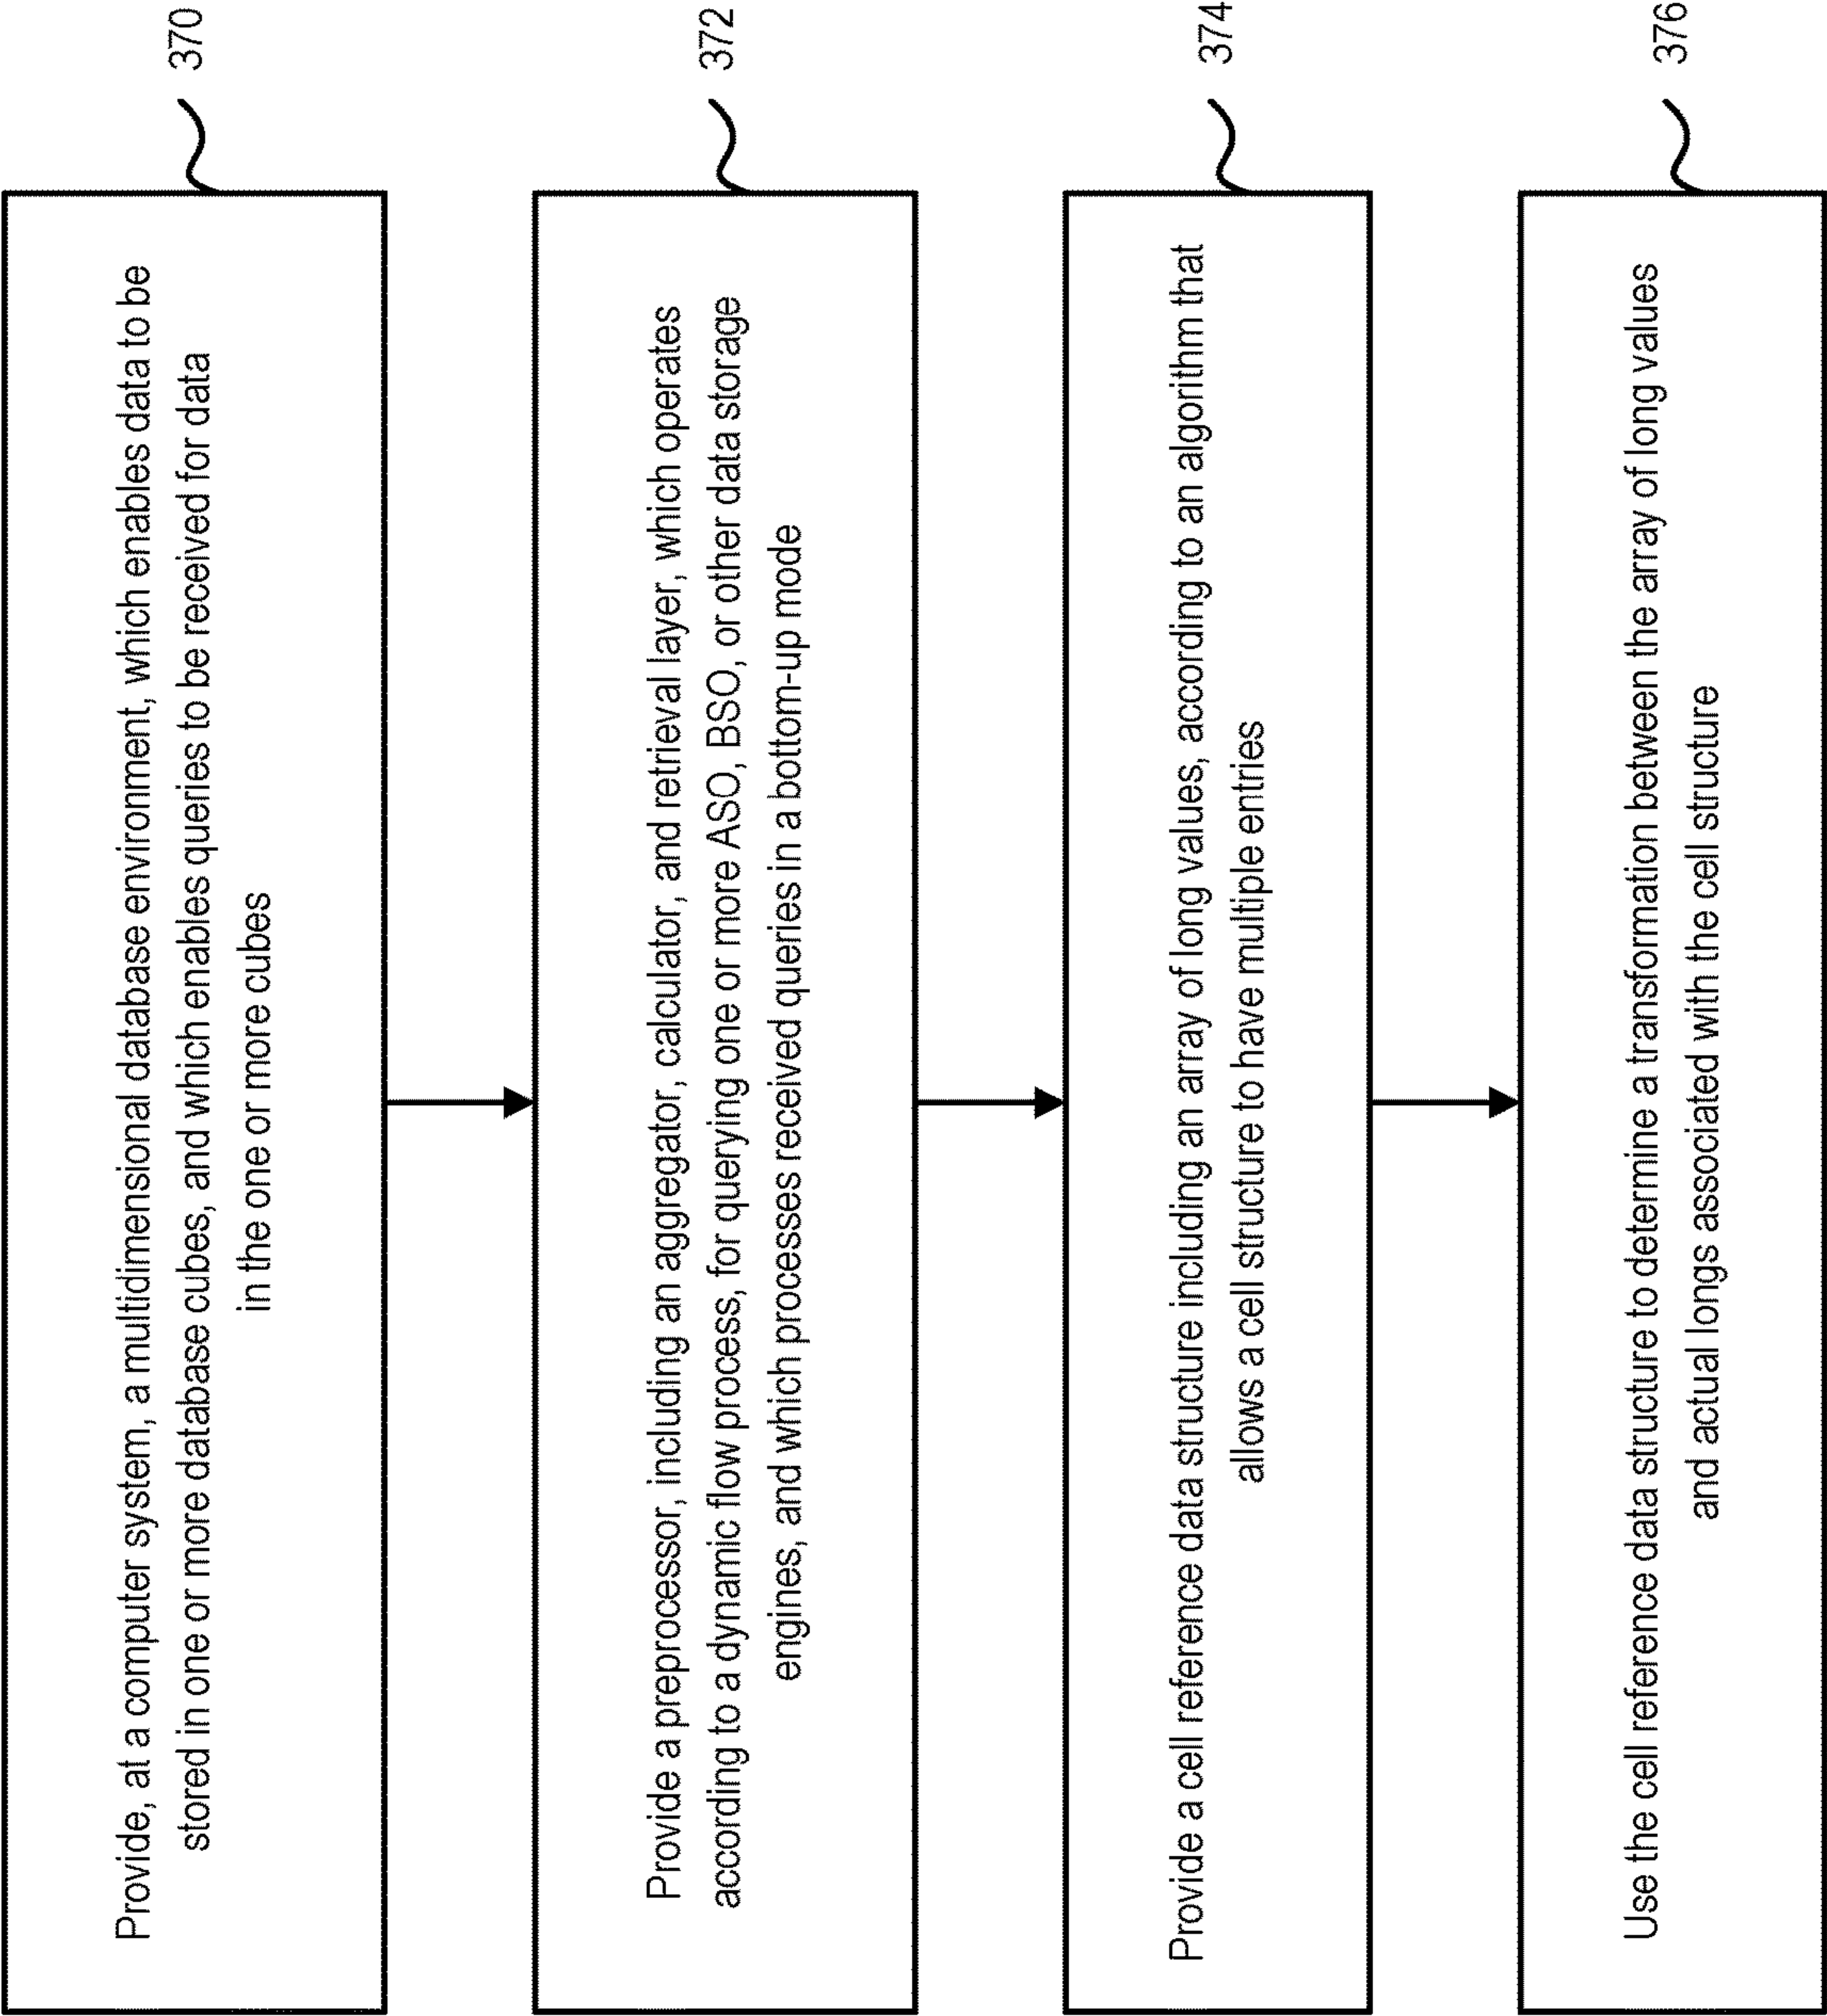 Provide, at a computer system, a multidimensional database environment, which enables data to be
stored in one or more database cubes, and which enables queries to be received for data
in the one or more cubes
370
Provide a preprocessor, including an aggregator, calculator, and retrieval layer, which operates
according to a dynamic flow process, for querying one or more ASO, BSO, or other data storage
engines, and which processes received queries in a bottom-up mode
372
Provide a cell reference data structure including an array of long values, according to an algorithm that
allows a cell structure to have multiple entries
374
Use the cell reference data structure to determine a transformation between the array of long values
and actual longs associated with the cell structure
376